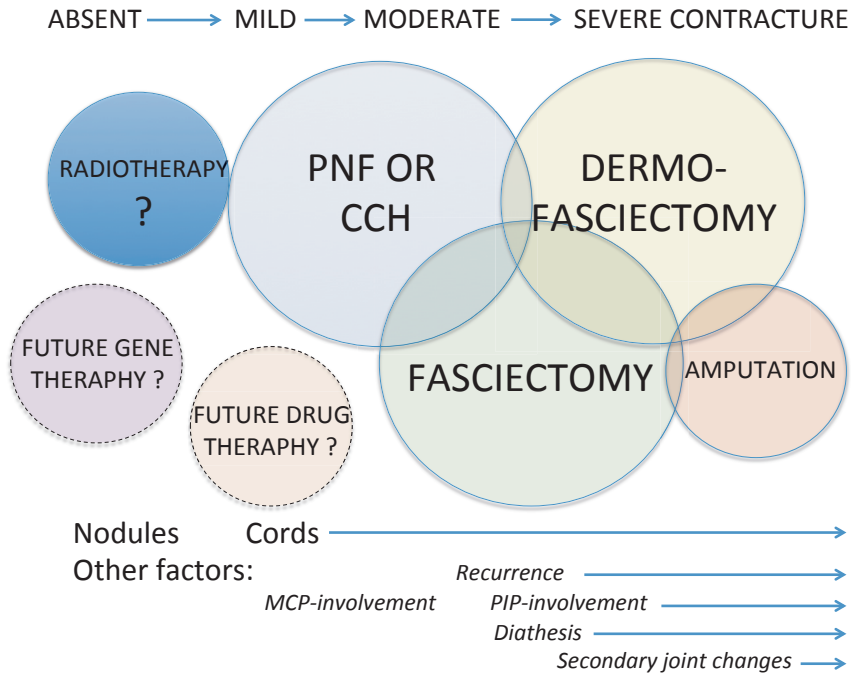 ABSENT MILD MODERATE SEVERE CONTRACTURE
RADIOTHERAPY
?
PNF OR
CCH
DERMO-
FASCIECTOMY
FUTURE GENE
THERAPHY ?
FUTURE DRUG
THERAPHY ?
FASCIECTOMY
AMPUTATION
Nodules Cords
Other factors:
Recurrence
MCP-involvement PIP-involvement
Diathesis
Secondary joint changes